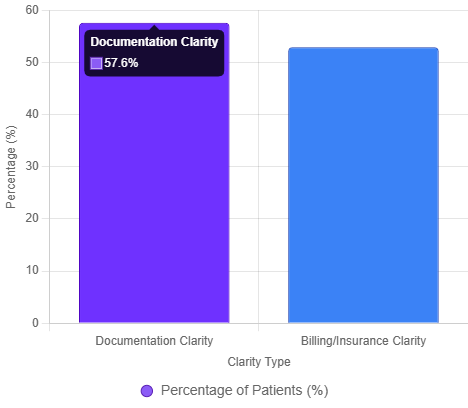 60
Documentation Clarity
57.6%
50
40
30
20
10
0
Percentage (%)
Documentation Clarity Billing/Insurance Clarity
Clarity Type
Percentage of Patients (%)